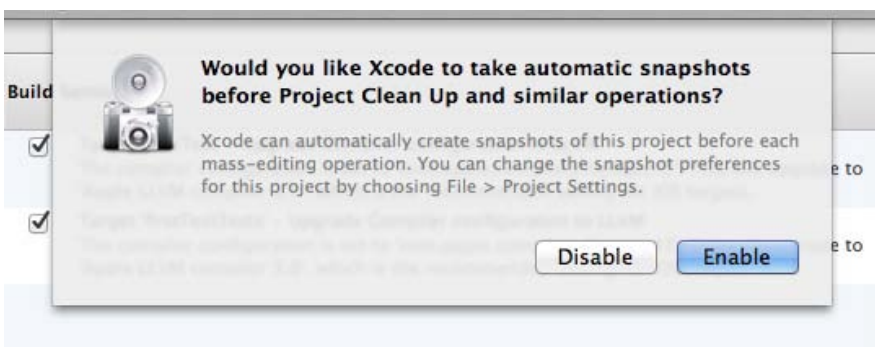 Would you like Xcode to take automatic snapshots
before Project Clean Up and similar operations?
Build
Xcode can automatically create snapshots of this project before each
mass-editing operation. You can change the snapshot preferences
for this project by choosing File > Project Settings.
e to
Disable
Enable
e to